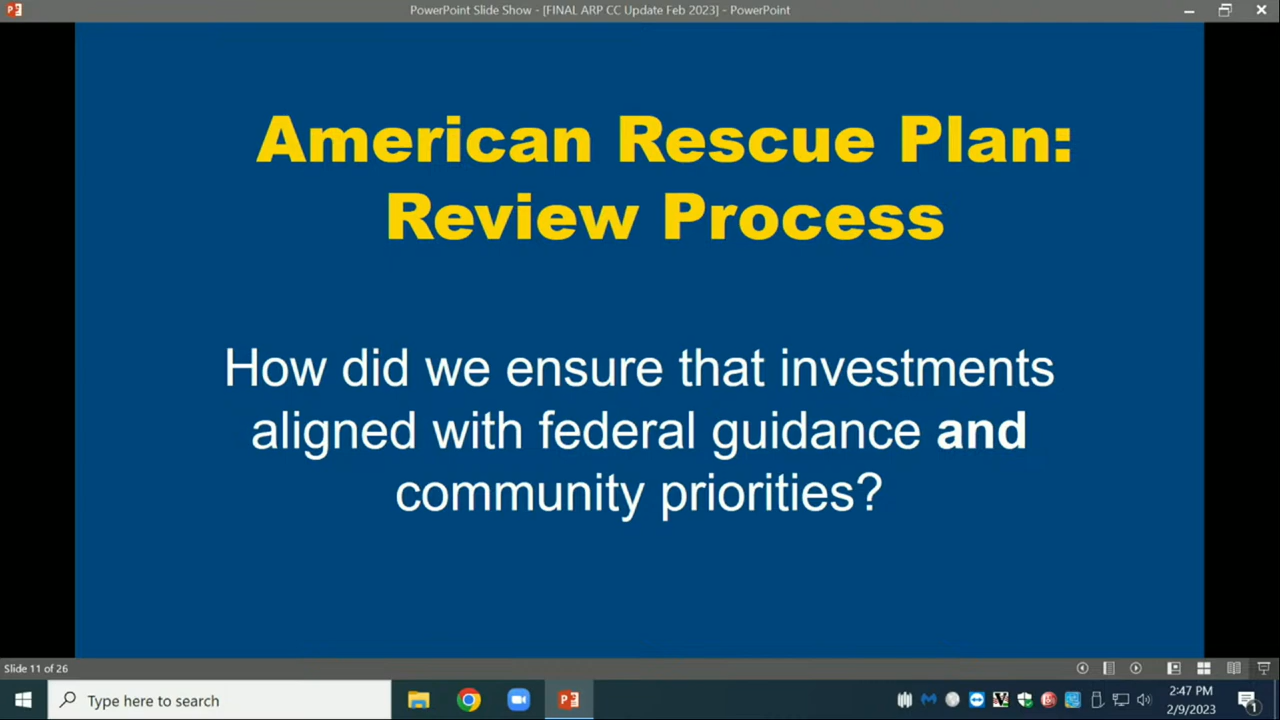 PowerPoint Slide Show - [FINAL ARP CC Update Feb 2023] - PowerPoint
American Rescue Plan:
Review Process
How did we ensure that investments
aligned with federal guidance and
community priorities?
Slide 11 of 26
Type here to search
2:47 PM
2/9/2023
1